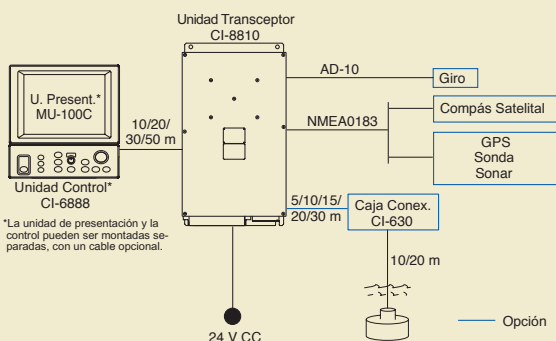 Unidad Transceptor
CI-8810
U. Present.*
MU-100C
10/20/
30/50 m
Unidad Control*
CI-6888
*La unidad de presentación y la
control pueden ser montadas se-
paradas, con un cable opcional.
AD-10
Giro
NMEA0183
Compás Satelital
GPS
Sonda
Sonar
5/10/15/
20/30 m
Caja Conex.
CI-630
10/20 m
24 V CC
Opción